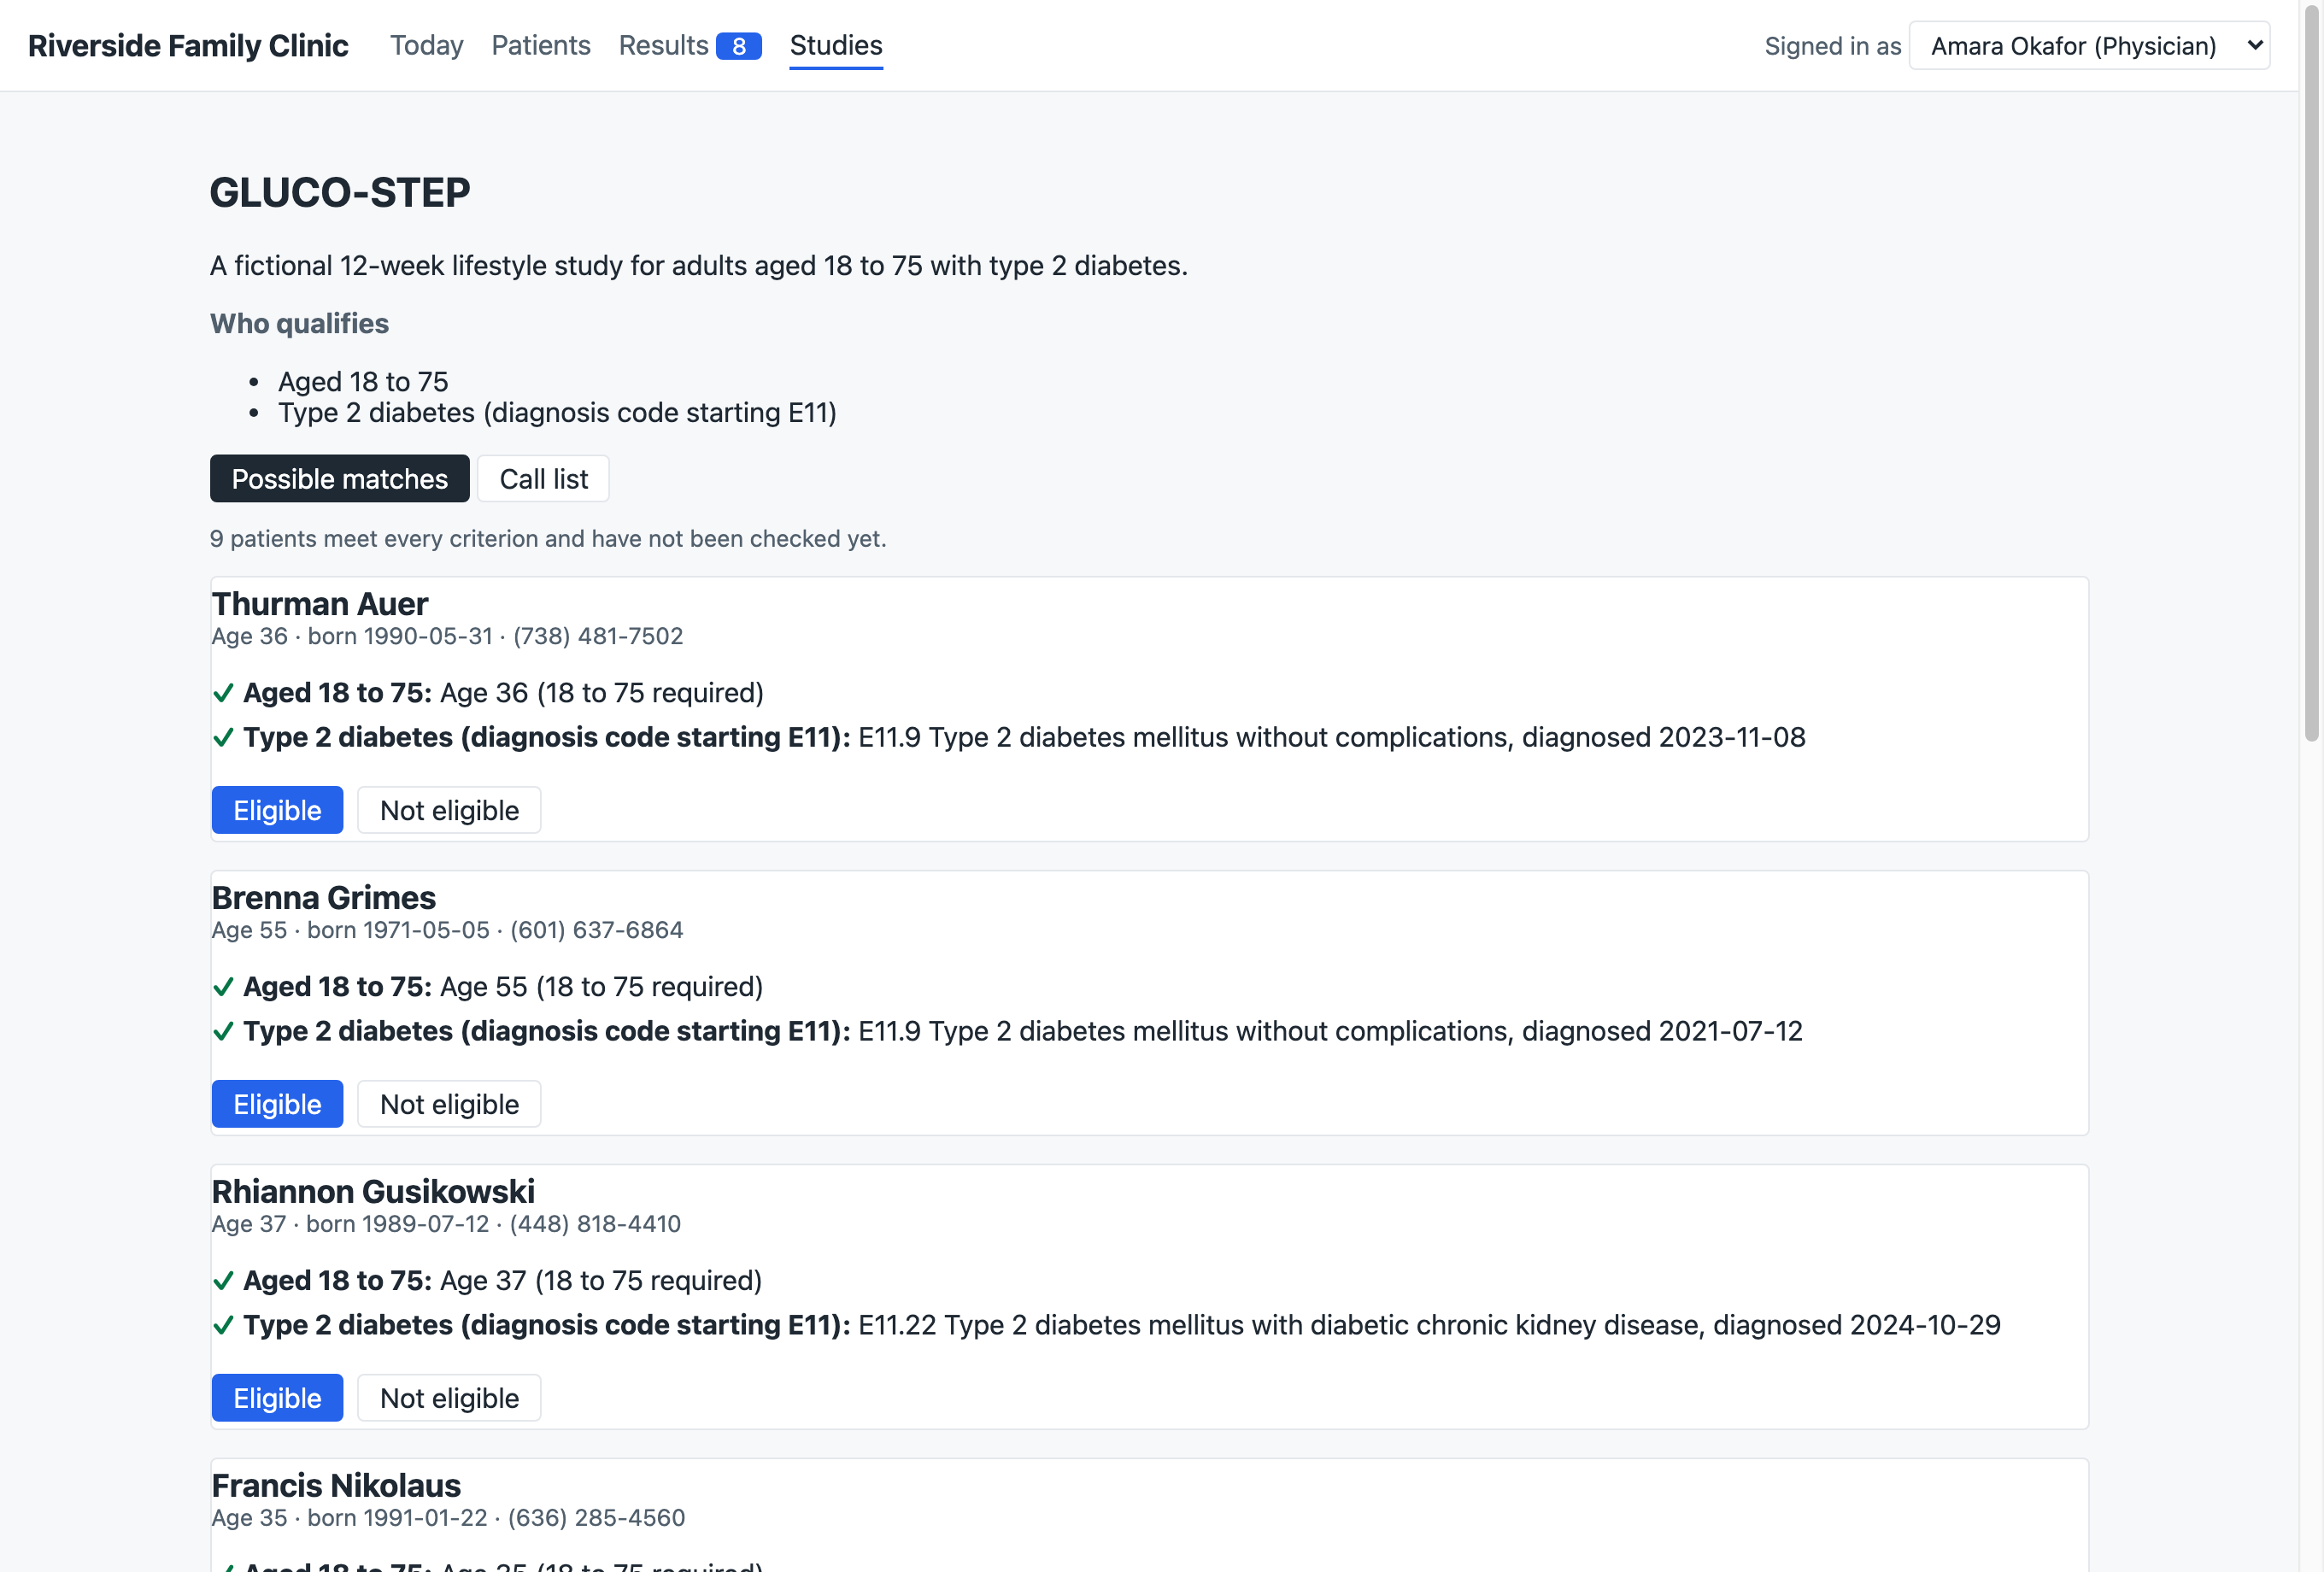 Riverside Family Clinic Today Patients Results 8 Studies Signed in as Amara Okafor (Physician)
GLUCO-STEP
A fictional 12-week lifestyle study for adults aged 18 to 75 with type 2 diabetes.
Who qualifies
• Aged 18 to 75
• Type 2 diabetes (diagnosis code starting E11)
Possible matches Call list
9 patients meet every criterion and have not been checked yet.
Thurman Auer
Age 36 · born 1990-05-31 · (738) 481-7502
✓ Aged 18 to 75: Age 36 (18 to 75 required)
✓ Type 2 diabetes (diagnosis code starting E11): E11.9 Type 2 diabetes mellitus without complications, diagnosed 2023-11-08
Eligible Not eligible
Brenna Grimes
Age 55 · born 1971-05-05 · (601) 637-6864
✓ Aged 18 to 75: Age 55 (18 to 75 required)
✓ Type 2 diabetes (diagnosis code starting E11): E11.9 Type 2 diabetes mellitus without complications, diagnosed 2021-07-12
Eligible Not eligible
Rhiannon Gusikowski
Age 37 · born 1989-07-12 · (448) 818-4410
✓ Aged 18 to 75: Age 37 (18 to 75 required)
✓ Type 2 diabetes (diagnosis code starting E11): E11.22 Type 2 diabetes mellitus with diabetic chronic kidney disease, diagnosed 2024-10-29
Eligible Not eligible
Francis Nikolaus
Age 35 · born 1991-01-22 · (636) 285-4560
✓ Aged 18 to 75: Age 35 (18 to 75 required)